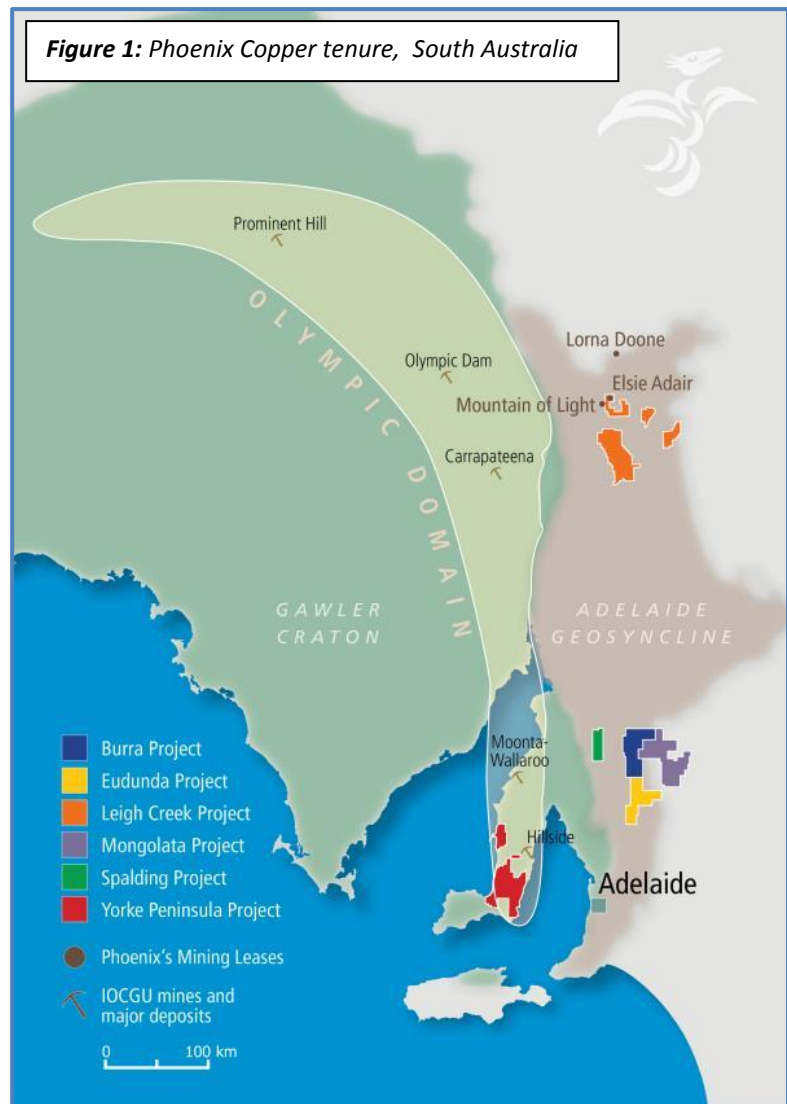 Figure 1: Phoenix Copper tenure, South Australia
Prominent Hill
OLYMPIC DOMAIN
Lorna Doone
Olympic Dam
Elsie Adair
Mountain of Light
Carrapateena
GAWLER
CRATON
ADELAIDE
GEOSYNCLINE
Moonta-
Wallaroo
Hillside
Adelaide
Burra Project
Eudunda Project
Leigh Creek Project
Mongolata Project
Spalding Project
Yorke Peninsula Project
Phoenix's Mining Leases
IOCGU mines and
major deposits
0 100 km